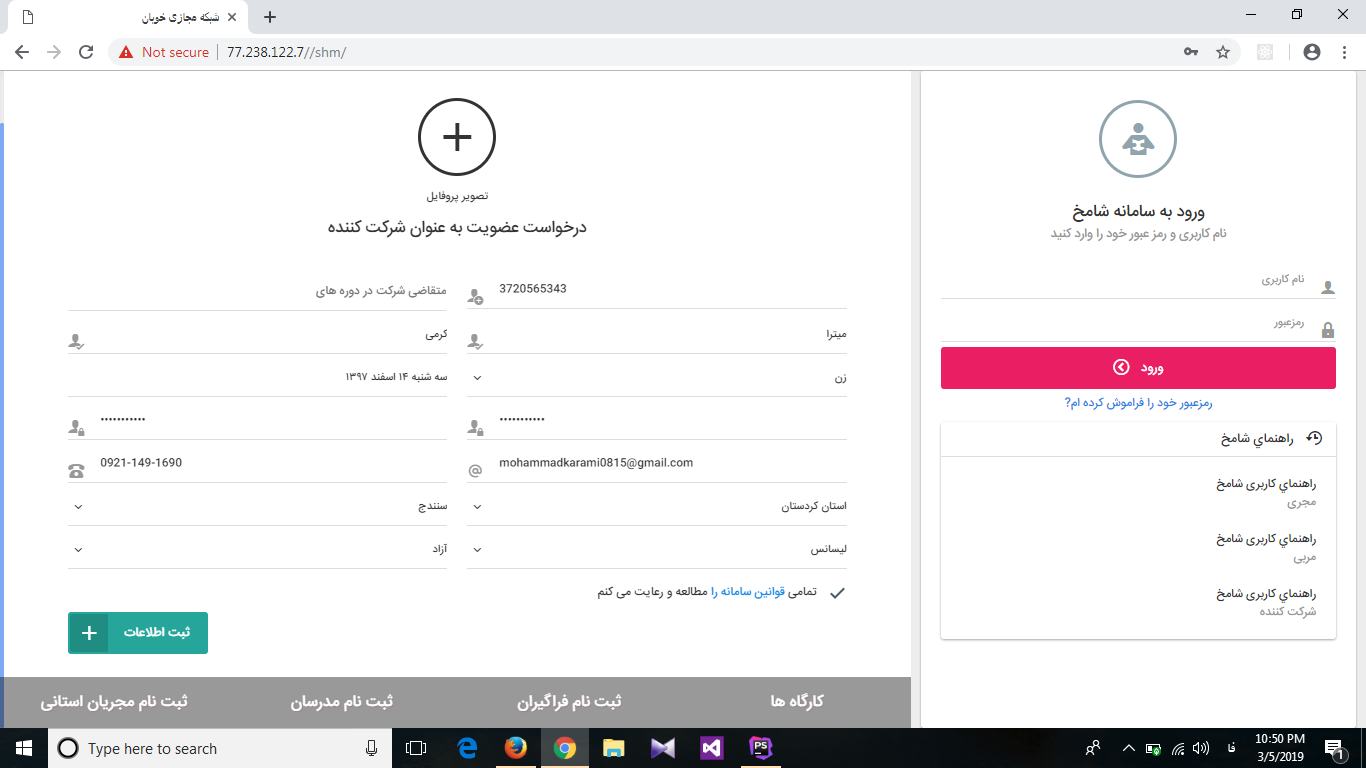 شبکه مجازی خوبان
Not secure
77.238.122.7//shm/
تصویر پروفایل
درخواست عضویت به عنوان شرکت کننده
3720565343
متقاضی شرکت در دوره های
میترا
کرمی
زن
سه شنبه ۱۴ اسفند ۱۳۹۷
•••••••••••
•••••••••••
mohammadkarami0815@gmail.com
0921-149-1690
استان کردستان
سنندج
لیسانس
آزاد
تمامی قوانین سامانه را مطالعه و رعایت می کنم
ثبت اطلاعات
کارگاه ها
ثبت نام فراگیران
ثبت نام مدرسان
ثبت نام مجریان استانی
ورود به سامانه شامخ
نام کاربری و رمز عبور خود را وارد کنید
نام کاربری
رمزعبور
ورود
رمزعبور خود را فراموش کرده ام?
راهنماي شامخ
راهنماي کاربری شامخ
مجری
راهنماي کاربری شامخ
مربی
راهنماي کاربری شامخ
شرکت کننده
Type here to search
PS
فا
10:50 PM
3/5/2019
1